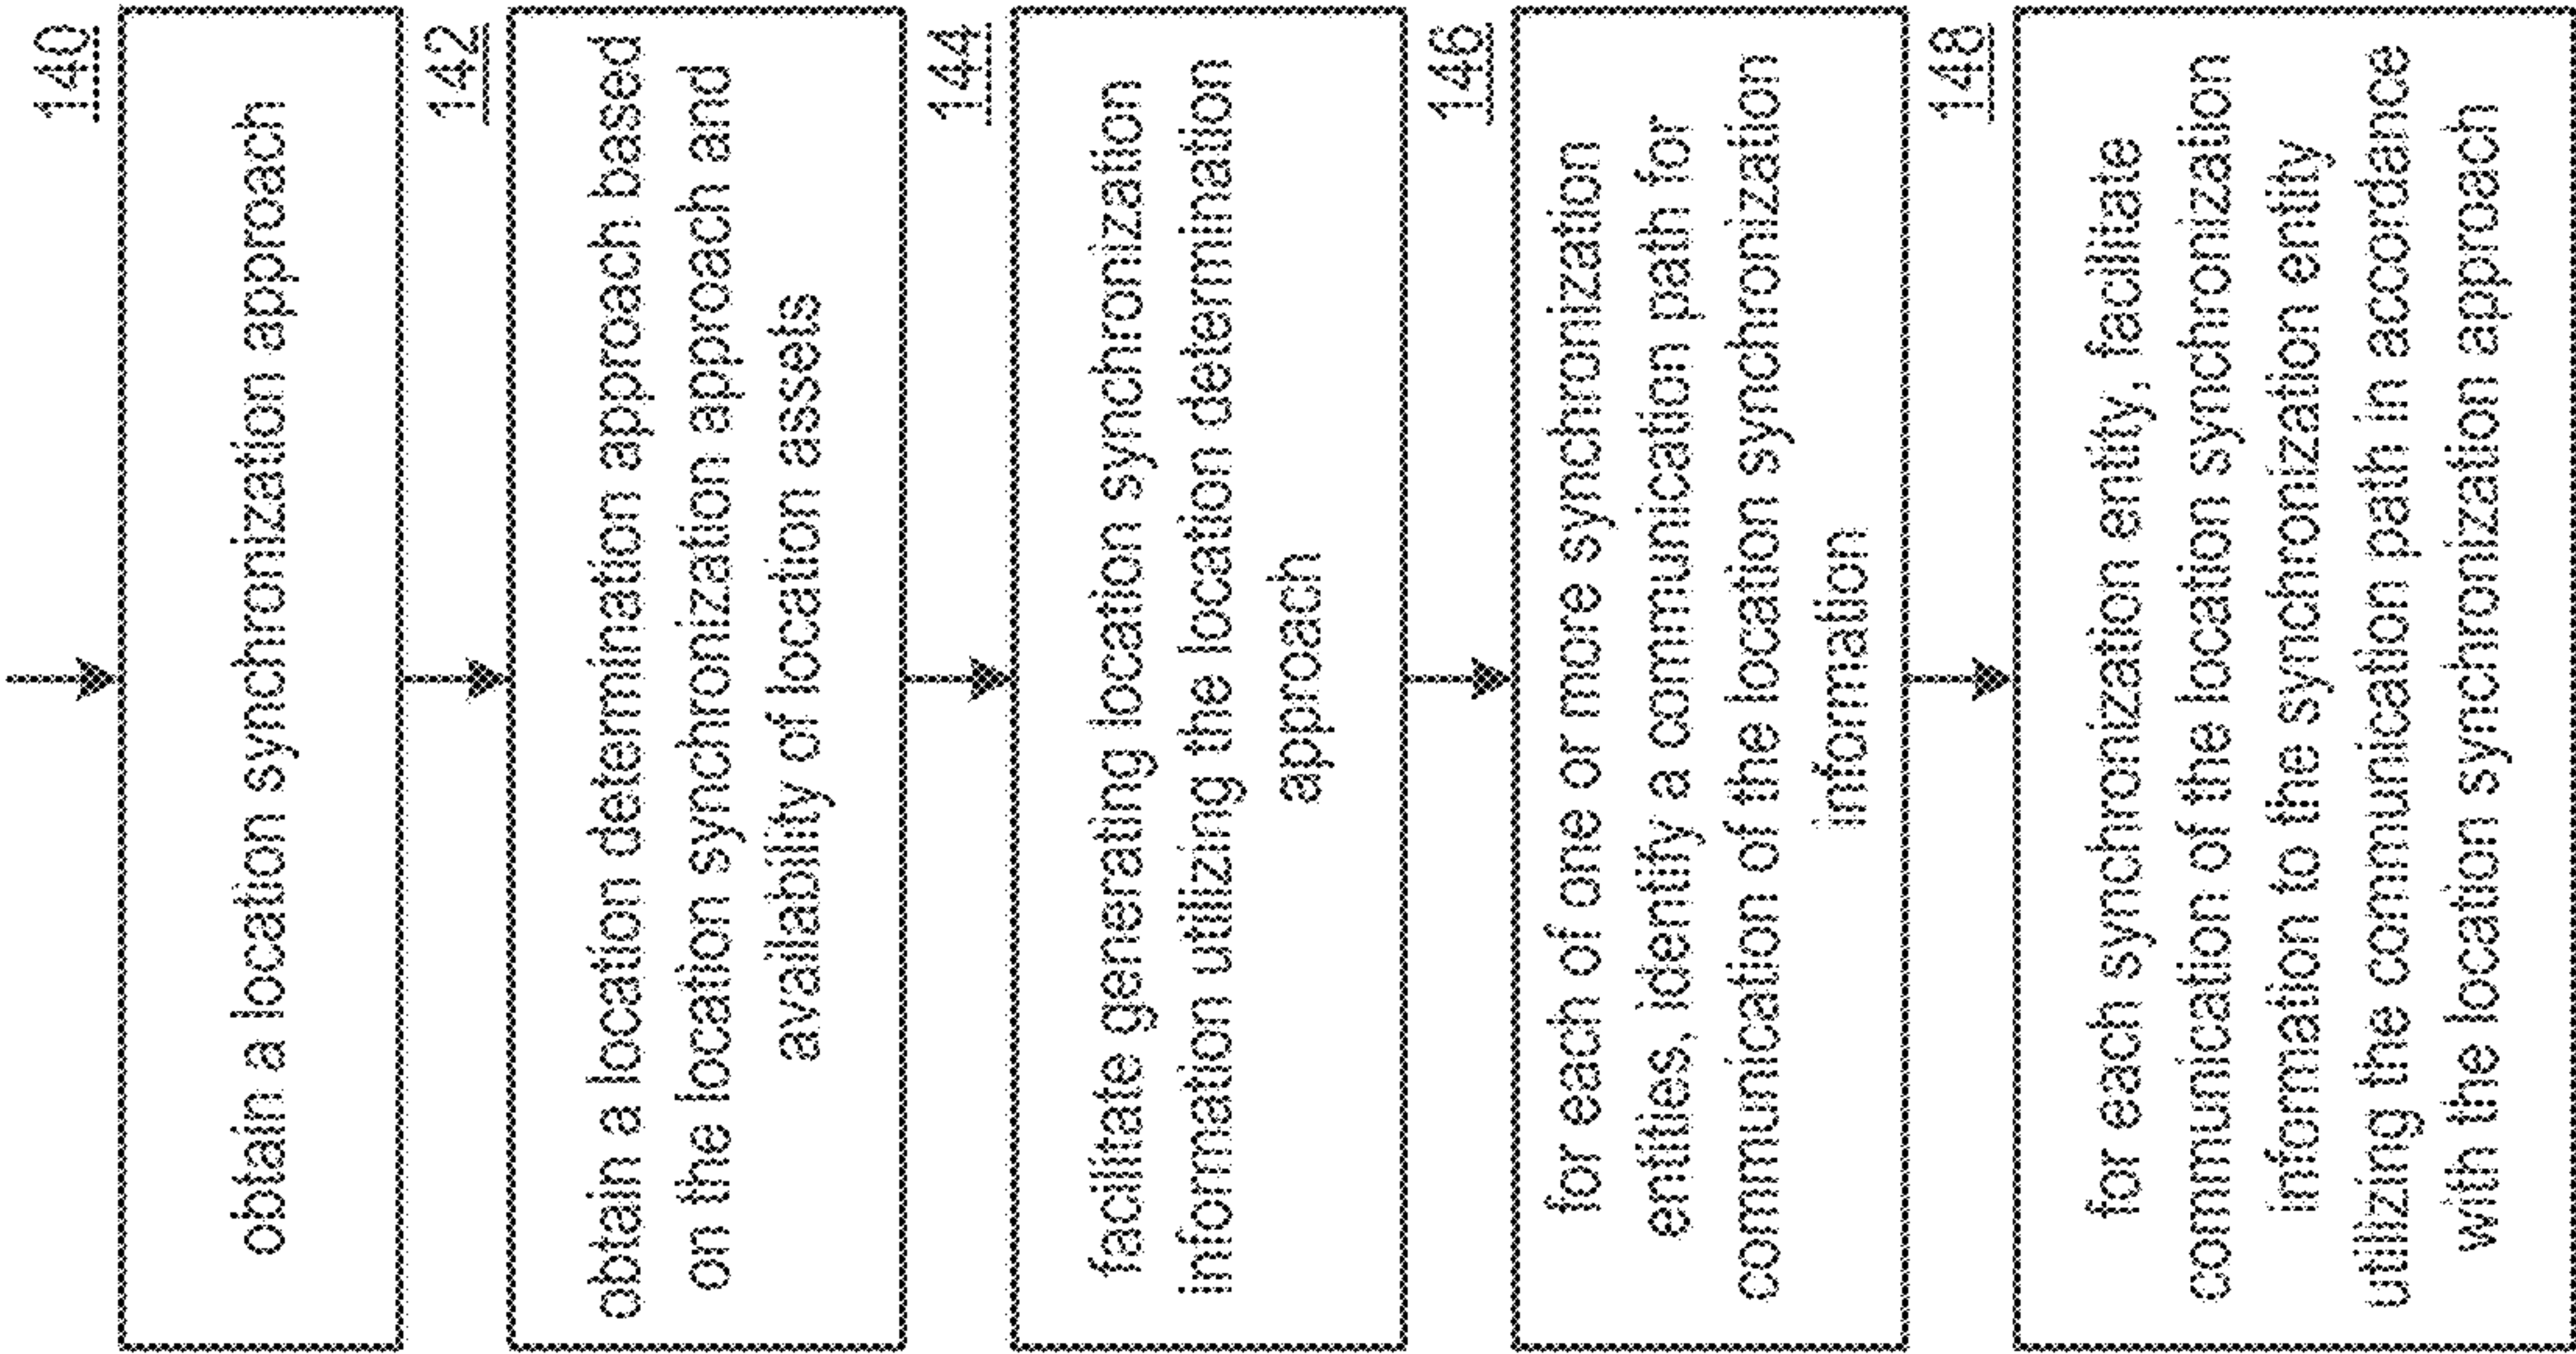 140
obtain a location synchronization approach
142
obtain a location determination approach based
on the location synchronization approach and
availability of location assets
144
facilitate generating location synchronization
information utilizing the location determination
approach
146
for each of one or more synchronization
entities, identify a communication path for
communication of the location synchronization
information
148
for each synchronization entity, facilitate
communication of the location synchronization
information to the synchronization entity
utilizing the communication path in accordance
with the location synchronization approach